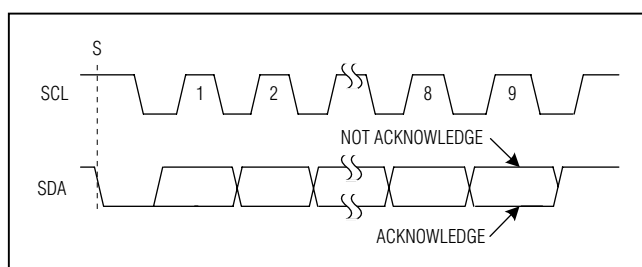 S
SCL 1 2 8 9
NOT ACKNOWLEDGE
SDA
ACKNOWLEDGE